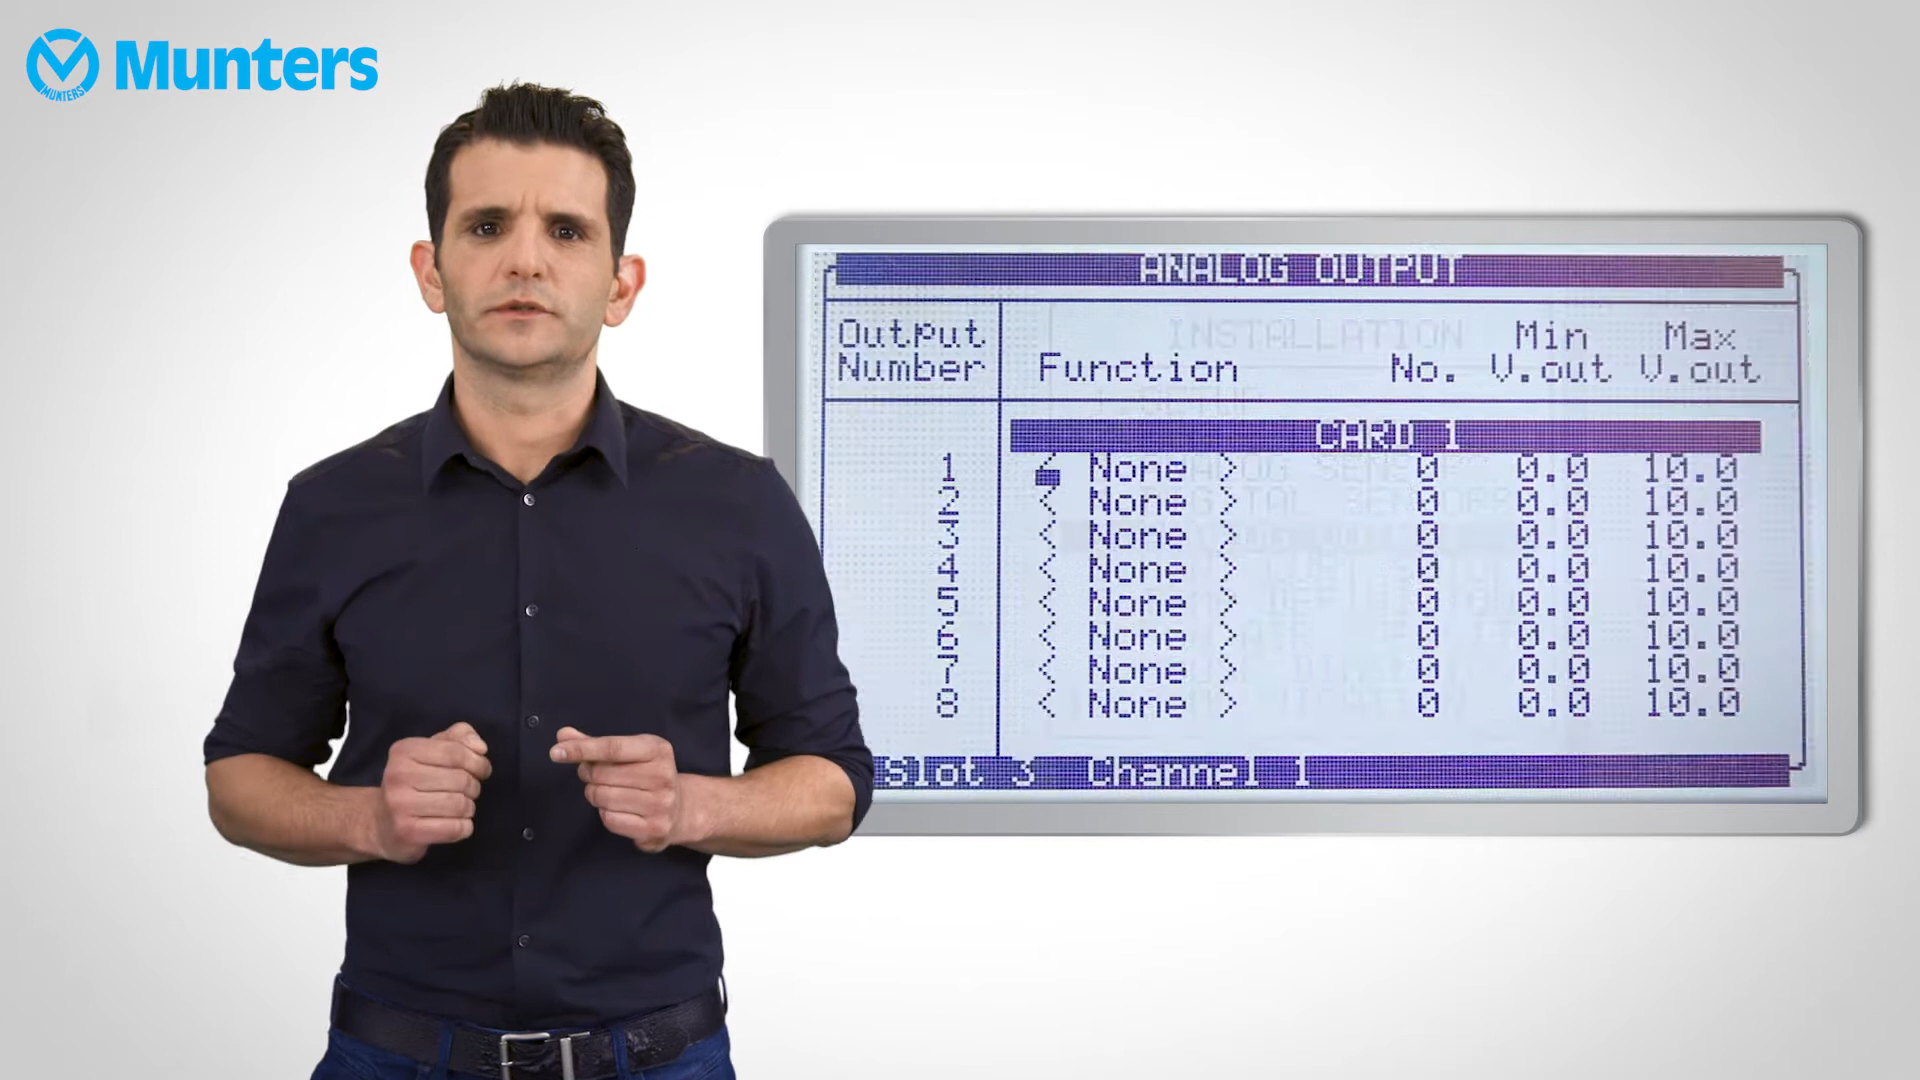 Munters
MUNTERS
ANALOG OUTPUT
Output Number Function No. Min V.out Max V.out
CARD 1
1 < None > 0 0.0 10.0
2 < None > 0 0.0 10.0
3 < None > 0 0.0 10.0
4 < None > 0 0.0 10.0
5 < None > 0 0.0 10.0
6 < None > 0 0.0 10.0
7 < None > 0 0.0 10.0
8 < None > 0 0.0 10.0
Slot 3 Channel 1
INSTALLATION